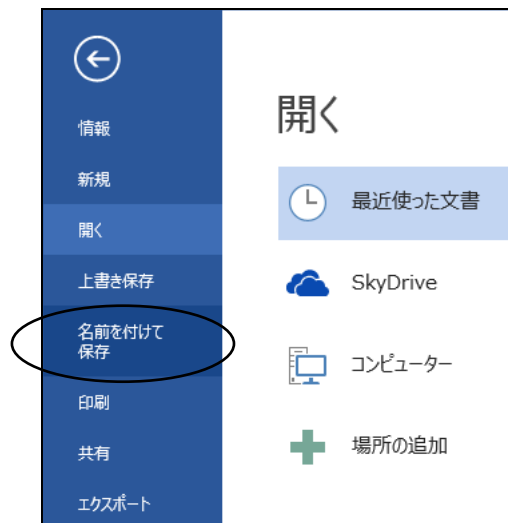 情報
新規
開く
上書き保存
名前を付けて
保存
印刷
共有
エクスポート
開く
最近使った文書
SkyDrive
コンピューター
場所の追加